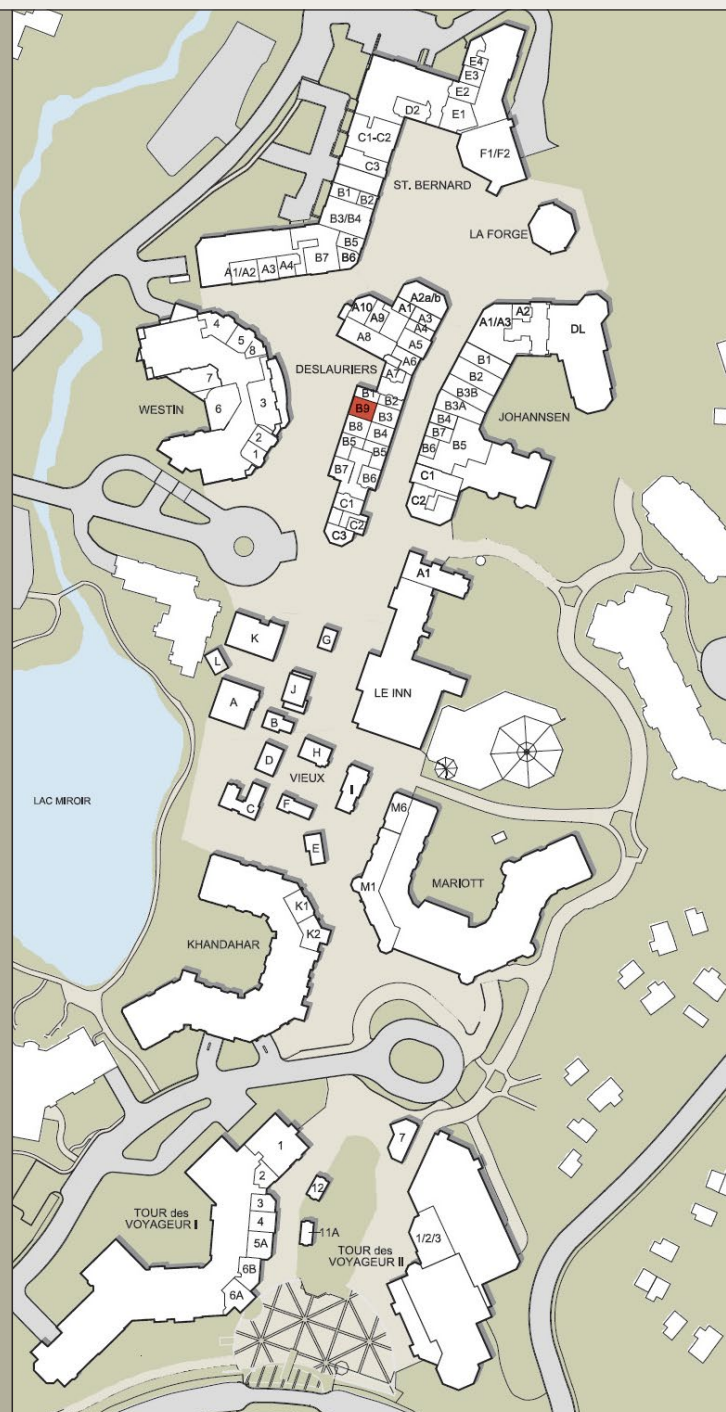 E4
E3
E2
E1
D2
C1-C2
F1/F2
C3
ST. BERNARD
B1
B2
B3/B4
LA FORGE
B5
B6
B7
A1/A2
A3
A4
A2a/b
A10
A1
A9
A3
A4
A8
A5
A6
A7
DESLAURIERS
B1
B2
B9
B3
B8
B4
B5
B5
B7
B6
C1
C2
C3
A2
A1/A3
DL
B1
B2
B3B
B3A
JOHANNSEN
B4
B7
B6
B5
C1
C2
4
5
8
7
3
6
WESTIN
2
1
A1
K
G
L
J
A
LE INN
B
H
D
VIEUX
I
LAC MIROIR
C
F
M6
E
M1
MARIOTT
K1
K2
KHANDAHAR
1
7
2
12
3
TOUR des
VOYAGEUR I
4
11A
5A
1/2/3
TOUR des
VOYAGEUR II
6B
6A